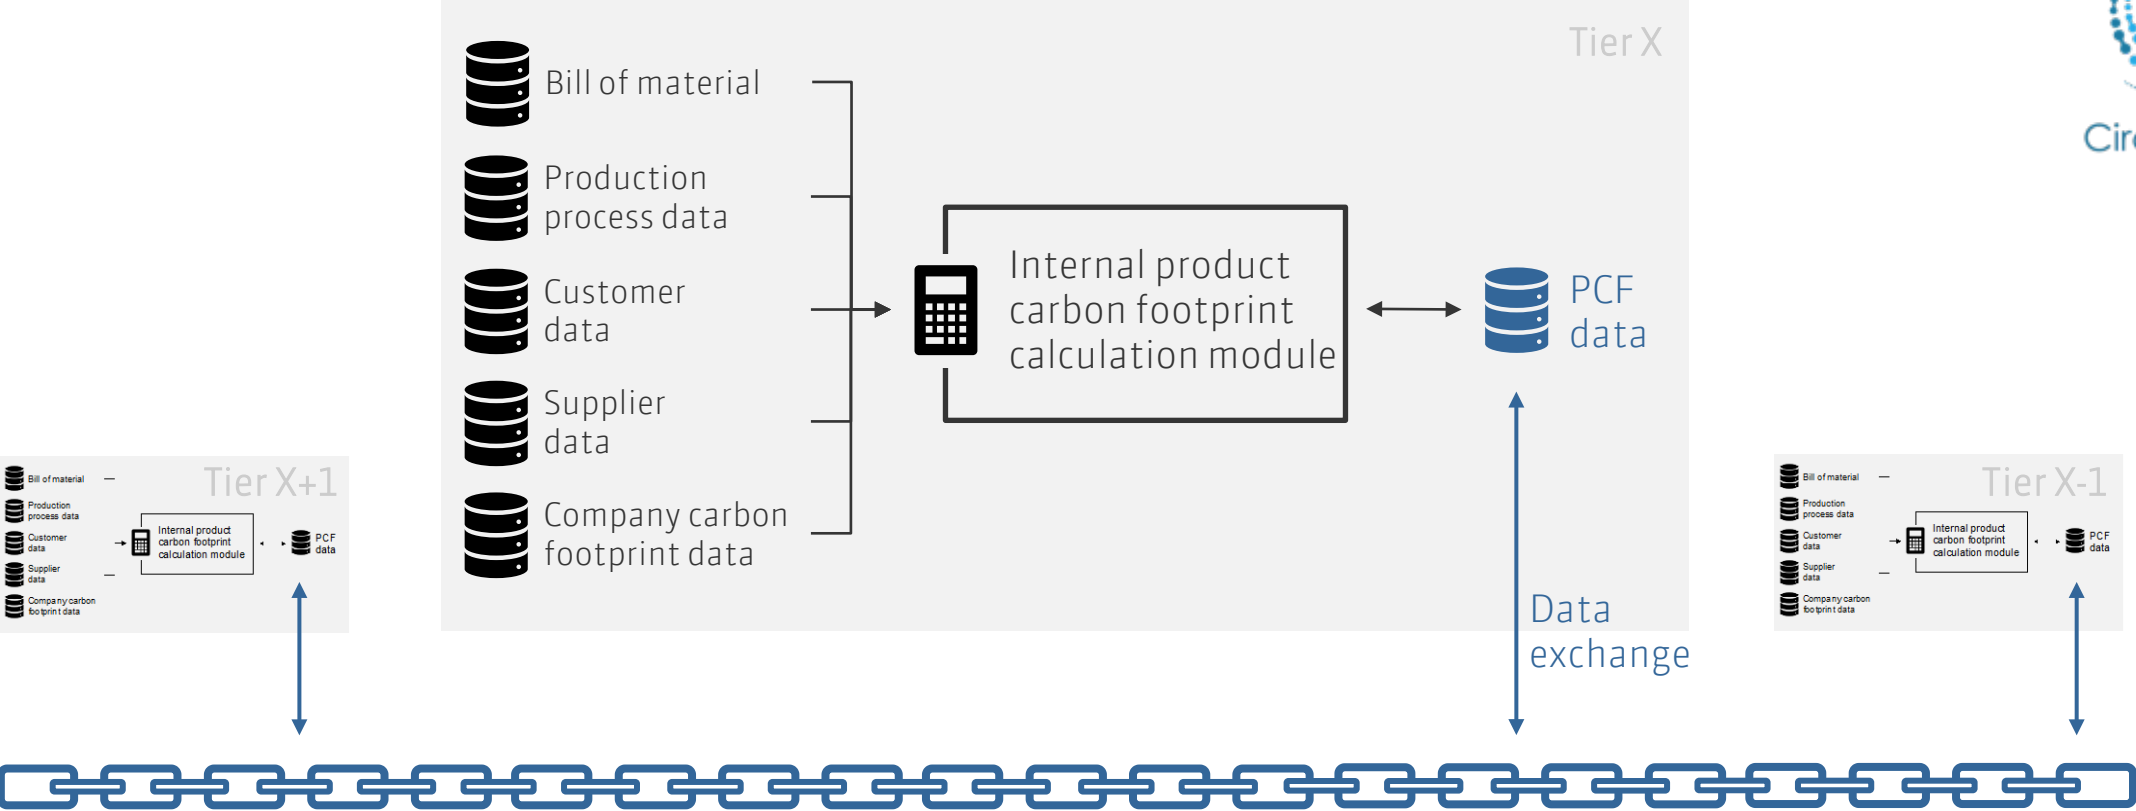 Tier X
Bill of material
Production
process data
Customer
data
Supplier
data
Company carbon
footprint data
Internal product
carbon footprint
calculation module
PCF
data
Data
exchange
Tier X+1
Bill of material
Production
process data
Customer
data
Supplier
data
Company carbon
footprint data
Internal product
carbon footprint
calculation module
PCF
data
Tier X-1
Bill of material
Production
process data
Customer
data
Supplier
data
Company carbon
footprint data
Internal product
carbon footprint
calculation module
PCF
data